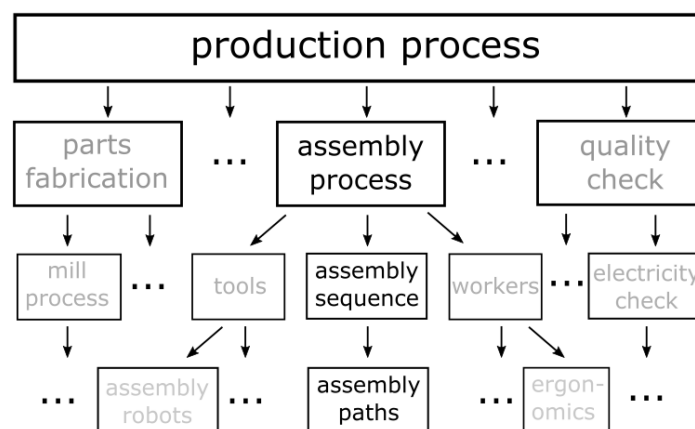 production process
parts
fabrication
...
assembly
process
...
quality
check
mill
process
...
tools
assembly
sequence
workers
...
electricity
check
...
assembly
robots
...
assembly
paths
...
ergon-
omics
...